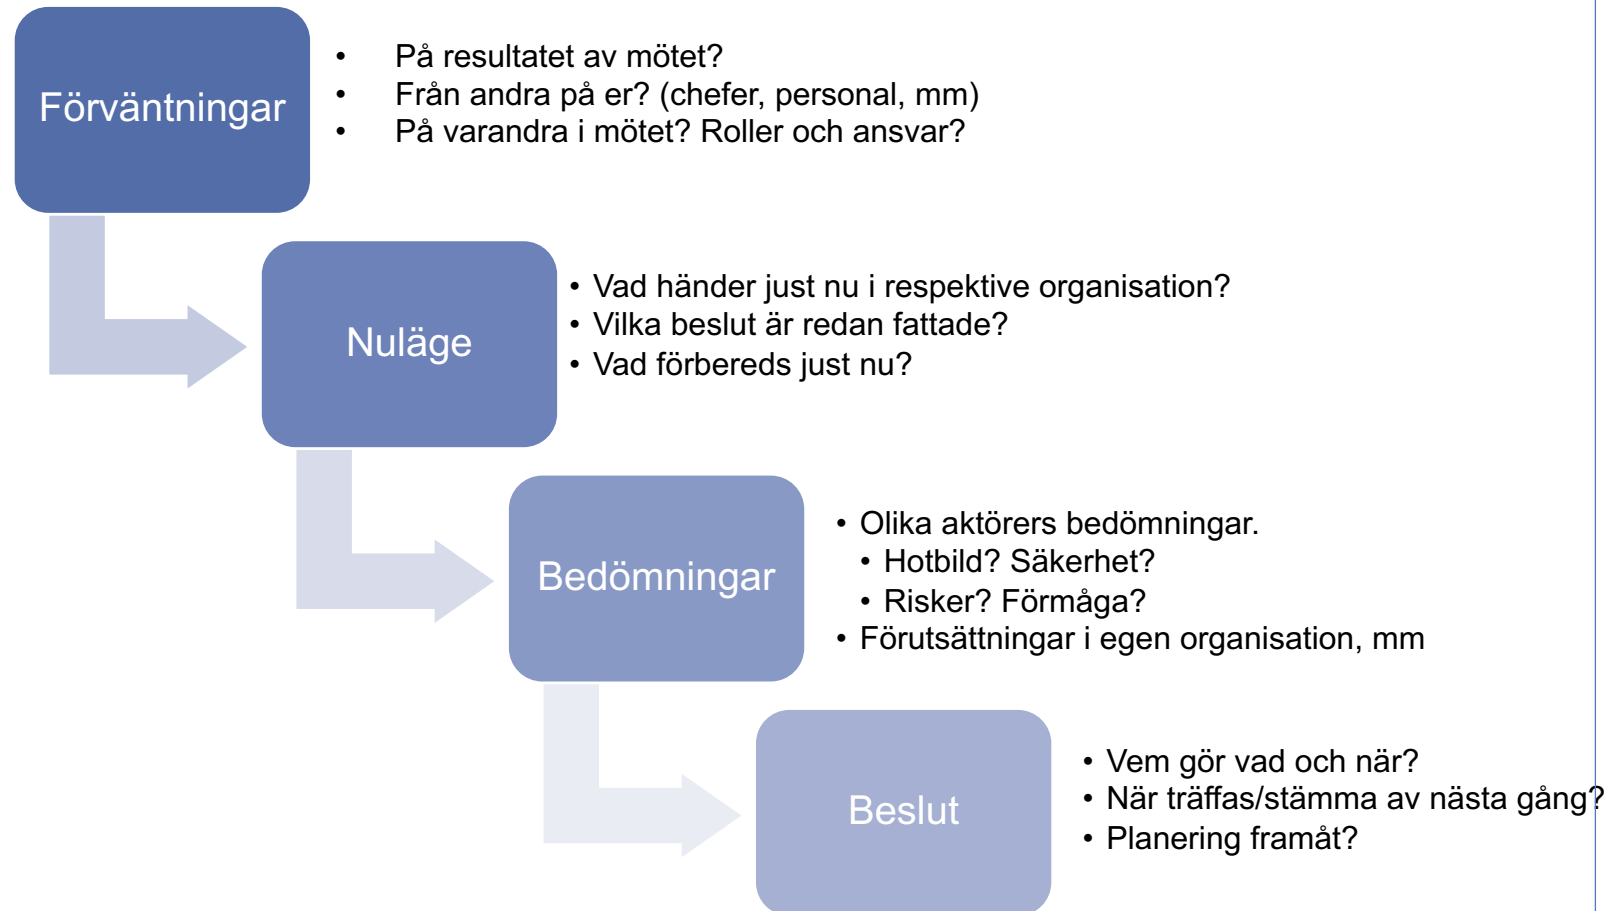 Förväntningar
• På resultatet av mötet?
• Från andra på er? (chefer, personal, mm)
• På varandra i mötet? Roller och ansvar?
Nuläge
• Vad händer just nu i respektive organisation?
• Vilka beslut är redan fattade?
• Vad förbereds just nu?
Bedömningar
• Olika aktörers bedömningar.
• Hotbild? Säkerhet?
• Risker? Förmåga?
• Förutsättningar i egen organisation, mm
Beslut
• Vem gör vad och när?
• När träffas/stämma av nästa gång?
• Planering framåt?